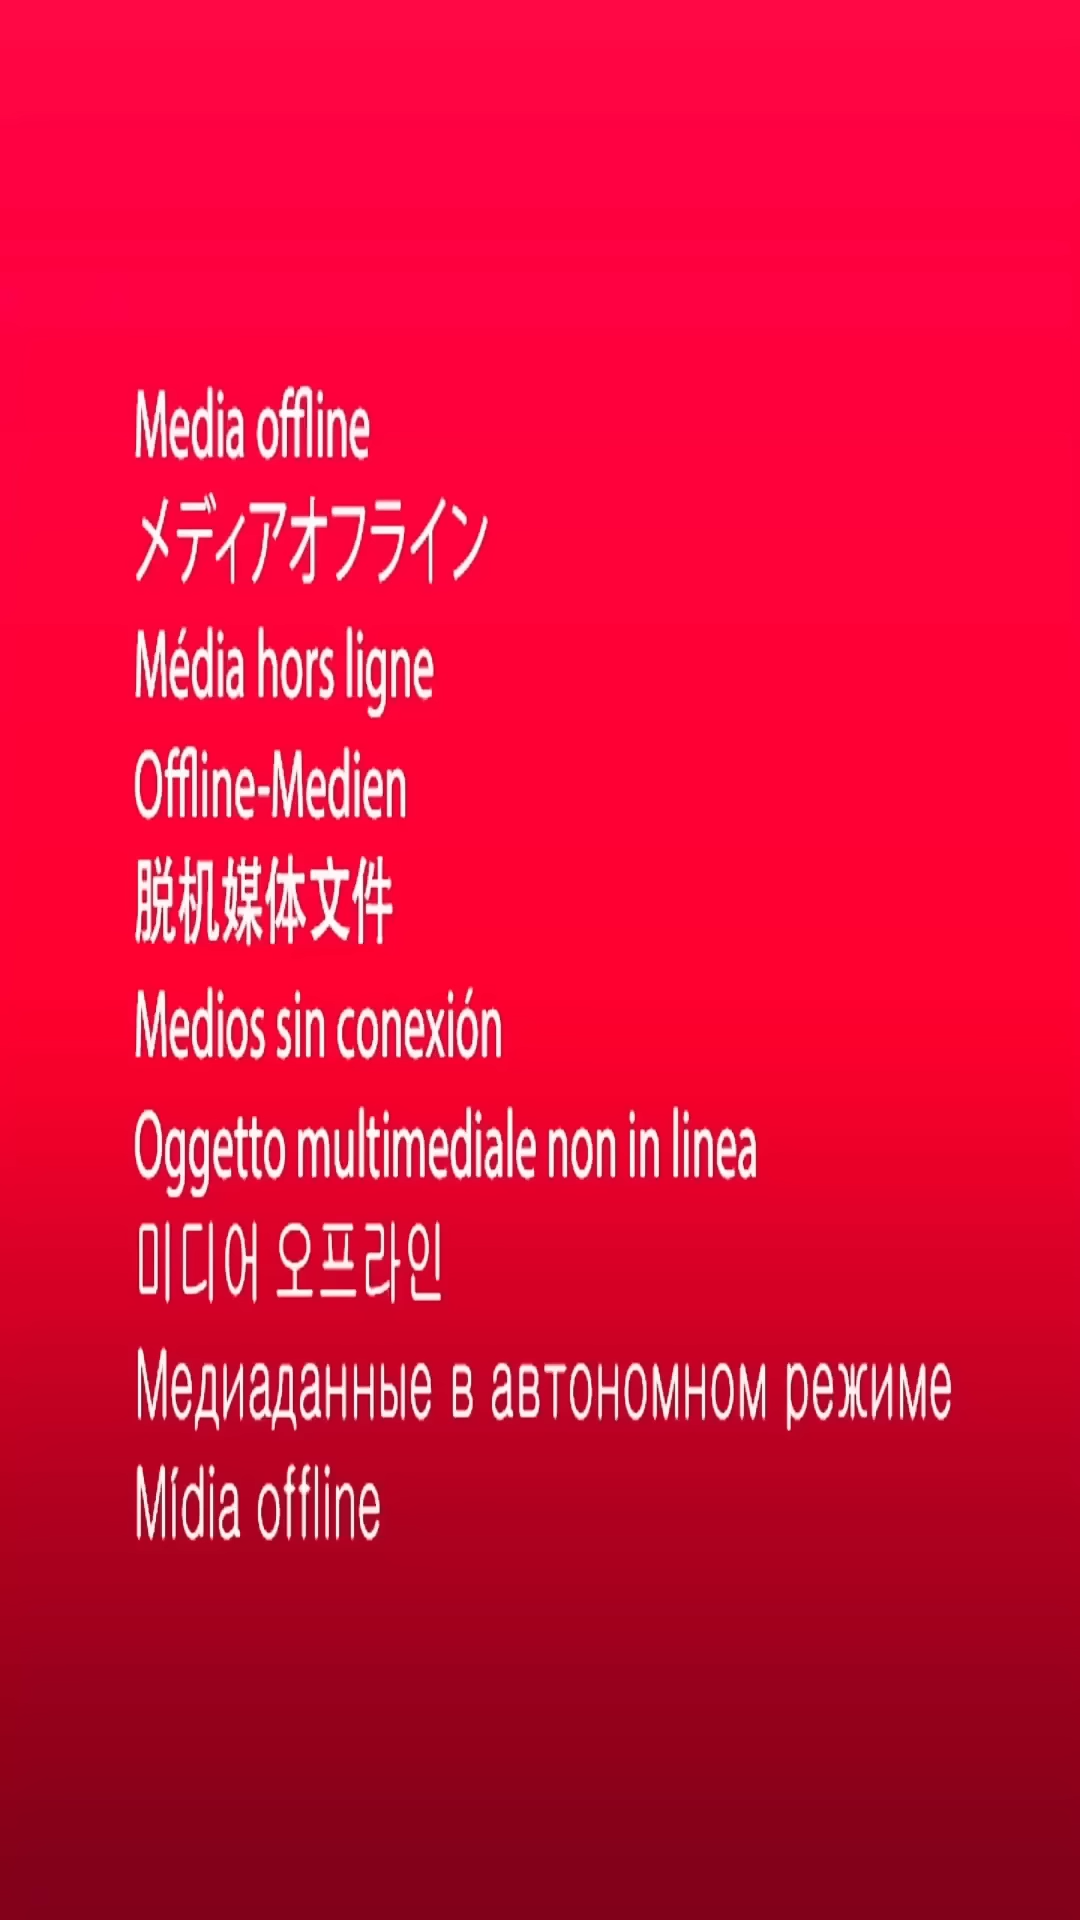 Media offline
メディアオフライン
Média hors ligne
Offline-Medien
脱机媒体文件
Medios sin conexión
Oggetto multimediale non in linea
미디어 오프라인
Медиаданные в автономном режиме
Mídia offline